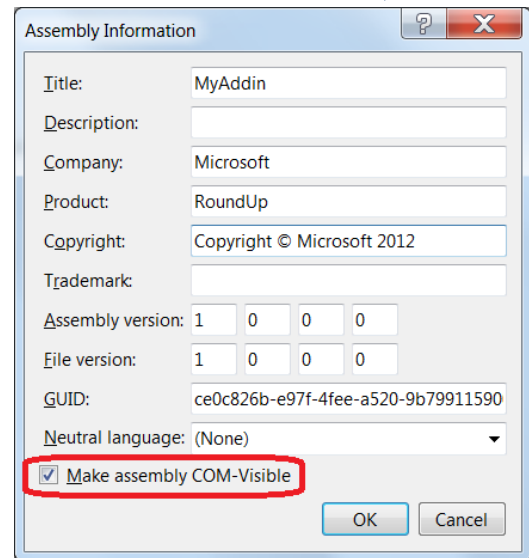 Assembly Information
Title: MyAddin
Description:
Company: Microsoft
Product: RoundUp
Copyright: Copyright © Microsoft 2012
Trademark:
Assembly version: 1 0 0 0
File version: 1 0 0 0
GUID: ce0c826b-e97f-4fee-a520-9b79911590
Neutral language: (None)
Make assembly COM-Visible
OK Cancel